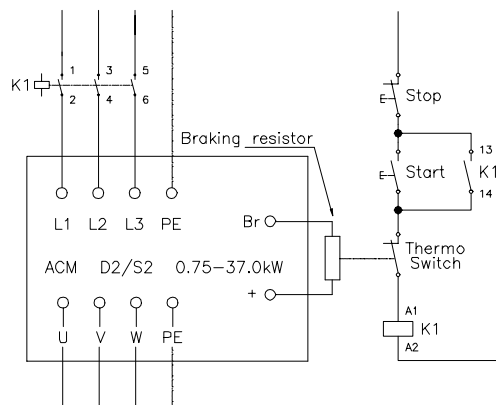 K1
1 3 5
2 4 6
Stop
Braking resistor
Start
13
K1
14
L1 L2 L3 PE
Br
ACM D2/S2 0.75-37.0kW
+
U V W PE
Thermo
Switch
A1
K1
A2
E
E